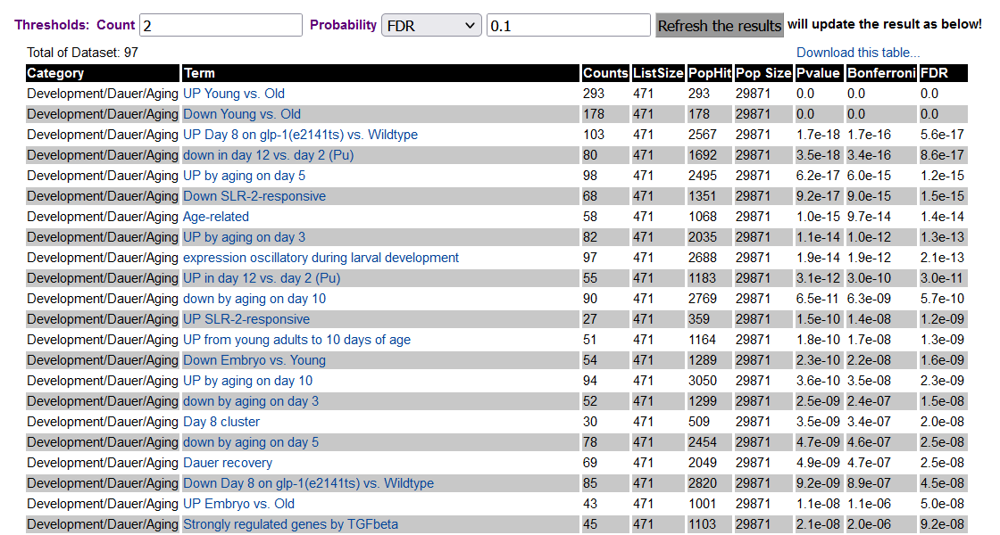 Thresholds: Count 2 Probability FDR 0.1 Refresh the results will update the result as below!
Total of Dataset: 97 Download this table...
Category Term Counts ListSize PopHit Pop Size Pvalue Bonferroni FDR
Development/Dauer/Aging UP Young vs. Old 293 471 293 29871 0.0 0.0 0.0
Development/Dauer/Aging Down Young vs. Old 178 471 178 29871 0.0 0.0 0.0
Development/Dauer/Aging UP Day 8 on glp-1(e2141ts) vs. Wildtype 103 471 2567 29871 1.7e-18 1.7e-16 5.6e-17
Development/Dauer/Aging down in day 12 vs. day 2 (Pu) 80 471 1692 29871 3.5e-18 3.4e-16 8.6e-17
Development/Dauer/Aging UP by aging on day 5 98 471 2495 29871 6.2e-17 6.0e-15 1.2e-15
Development/Dauer/Aging Down SLR-2-responsive 68 471 1351 29871 9.2e-17 9.0e-15 1.5e-15
Development/Dauer/Aging Age-related 58 471 1068 29871 1.0e-15 9.7e-14 1.4e-14
Development/Dauer/Aging UP by aging on day 3 82 471 2035 29871 1.1e-14 1.0e-12 1.3e-13
Development/Dauer/Aging expression oscillatory during larval development 97 471 2688 29871 1.9e-14 1.9e-12 2.1e-13
Development/Dauer/Aging UP in day 12 vs. day 2 (Pu) 55 471 1183 29871 3.1e-12 3.0e-10 3.0e-11
Development/Dauer/Aging down by aging on day 10 90 471 2769 29871 6.5e-11 6.3e-09 5.7e-10
Development/Dauer/Aging UP SLR-2-responsive 27 471 359 29871 1.5e-10 1.4e-08 1.2e-09
Development/Dauer/Aging UP from young adults to 10 days of age 51 471 1164 29871 1.8e-10 1.7e-08 1.3e-09
Development/Dauer/Aging Down Embryo vs. Young 54 471 1289 29871 2.3e-10 2.2e-08 1.6e-09
Development/Dauer/Aging UP by aging on day 10 94 471 3050 29871 3.6e-10 3.5e-08 2.3e-09
Development/Dauer/Aging down by aging on day 3 52 471 1299 29871 2.5e-09 2.4e-07 1.5e-08
Development/Dauer/Aging Day 8 cluster 30 471 509 29871 3.5e-09 3.4e-07 2.0e-08
Development/Dauer/Aging down by aging on day 5 78 471 2454 29871 4.7e-09 4.6e-07 2.5e-08
Development/Dauer/Aging Dauer recovery 69 471 2049 29871 4.9e-09 4.7e-07 2.5e-08
Development/Dauer/Aging Down Day 8 on glp-1(e2141ts) vs. Wildtype 85 471 2820 29871 9.2e-09 8.9e-07 4.5e-08
Development/Dauer/Aging UP Embryo vs. Old 43 471 1001 29871 1.1e-08 1.1e-06 5.0e-08
Development/Dauer/Aging Strongly regulated genes by TGFbeta 45 471 1103 29871 2.1e-08 2.0e-06 9.2e-08